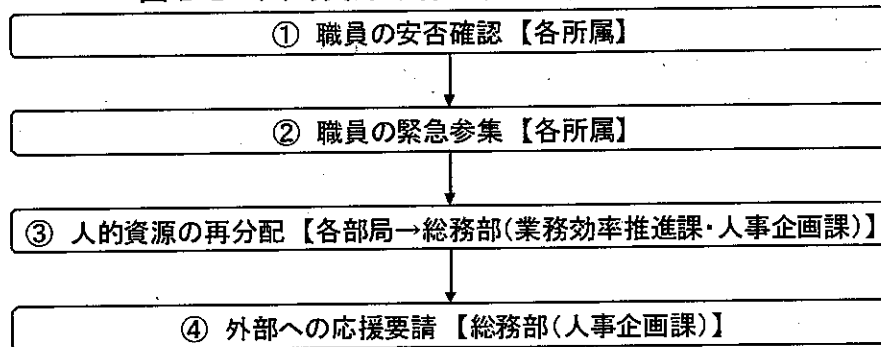 ① 職員の安否確認【各所属】
② 職員の緊急参集【各所属】
③ 人的資源の再分配【各部局→総務部(業務効率推進課・人事企画課)】
④ 外部への応援要請【総務部(人事企画課)】